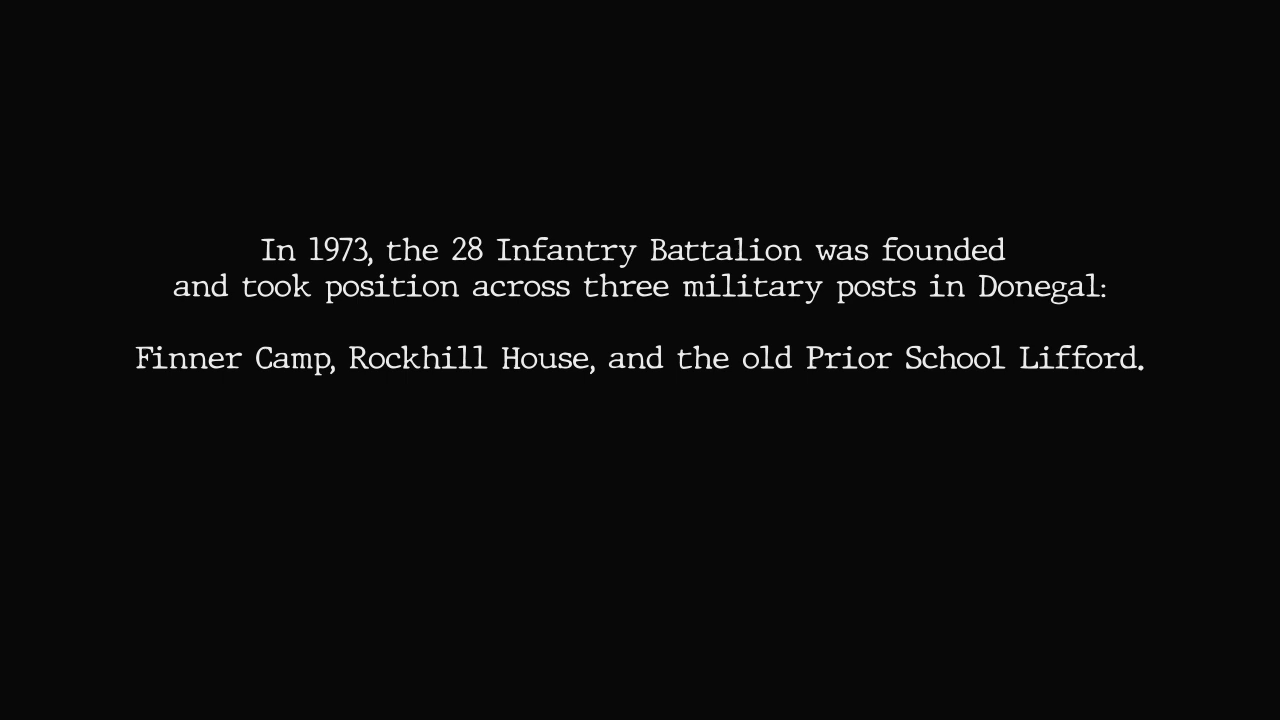 In 1973, the 28 Infantry Battalion was founded
and took position across three military posts in Donegal:
Finner Camp, Rockhill House, and the old Prior School Lifford.